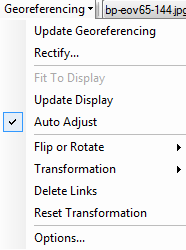 Georeferencing bp-eov65-144.jpg
Update Georeferencing
Rectify...
Fit To Display
Update Display
Auto Adjust
Flip or Rotate
Transformation
Delete Links
Reset Transformation
Options...